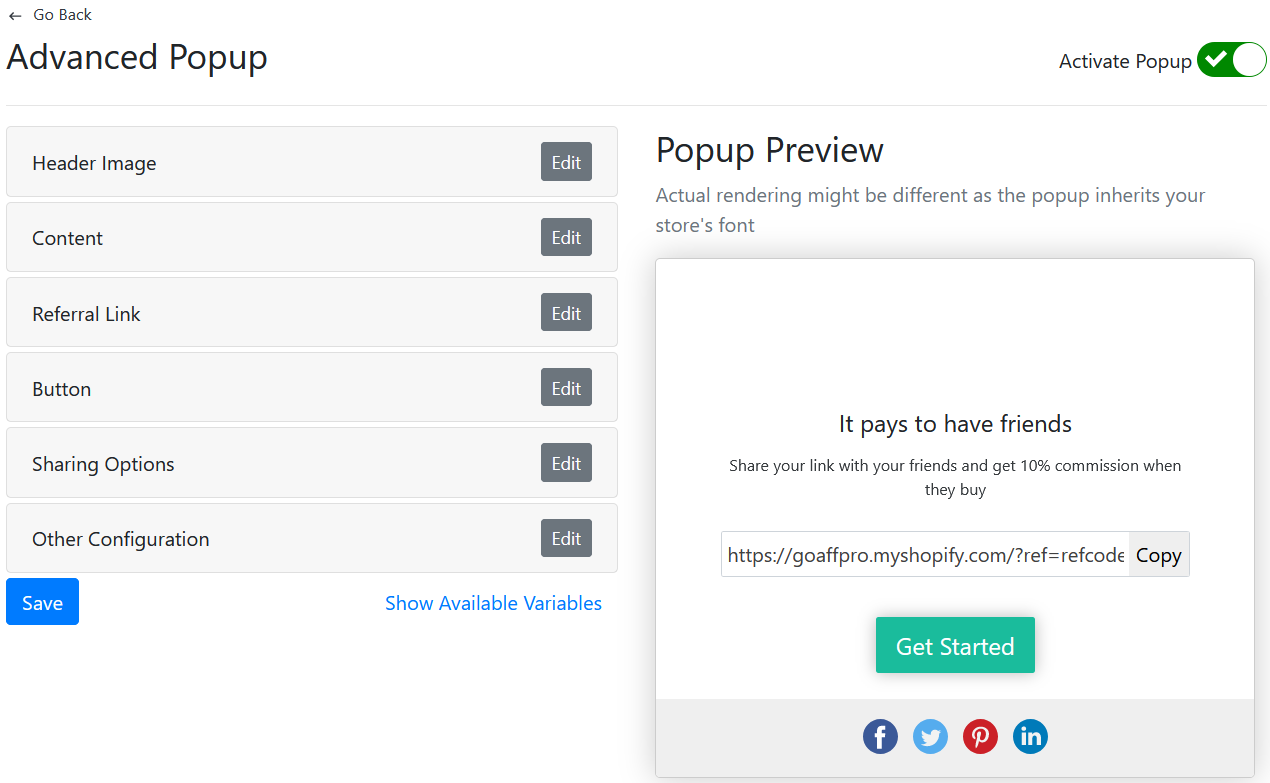 ← Go Back
Advanced Popup
Activate Popup
Header Image Edit
Content Edit
Referral Link Edit
Button Edit
Sharing Options Edit
Other Configuration Edit
Save Show Available Variables
Popup Preview
Actual rendering might be different as the popup inherits your
store's font
It pays to have friends
Share your link with your friends and get 10% commission when
they buy
https://goaffpro.myshopify.com/?ref=refcode Copy
Get Started